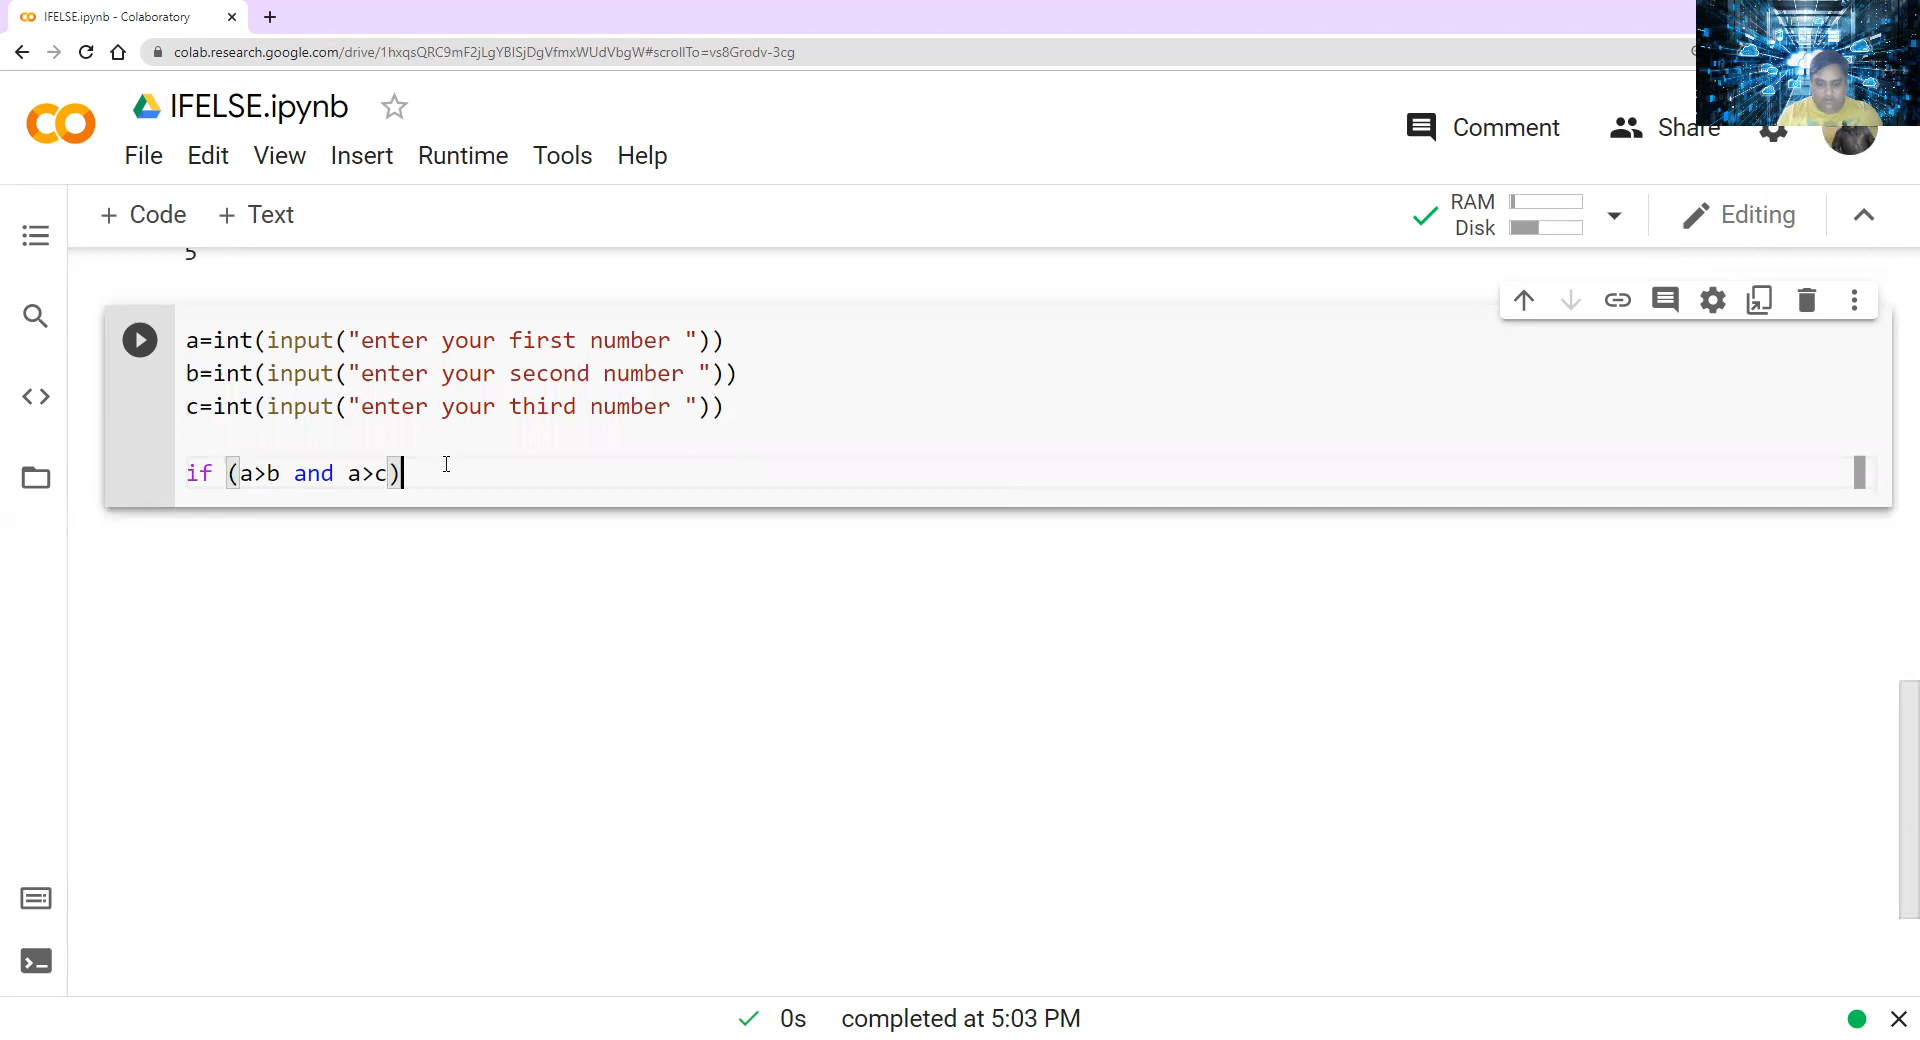 IFELSE.ipynb - Colaboratory
colab.research.google.com/drive/1hxqsQRC9mF2jLgYBISjDgVfmxWUdVbgW#scrollTo=vs8Grodv-3cg
IFELSE.ipynb
Comment
Share
File Edit View Insert Runtime Tools Help
+ Code + Text
RAM
Disk
Editing
5
a=int(input("enter your first number "))
b=int(input("enter your second number "))
c=int(input("enter your third number "))
if (a>b and a>c)
0s completed at 5:03 PM